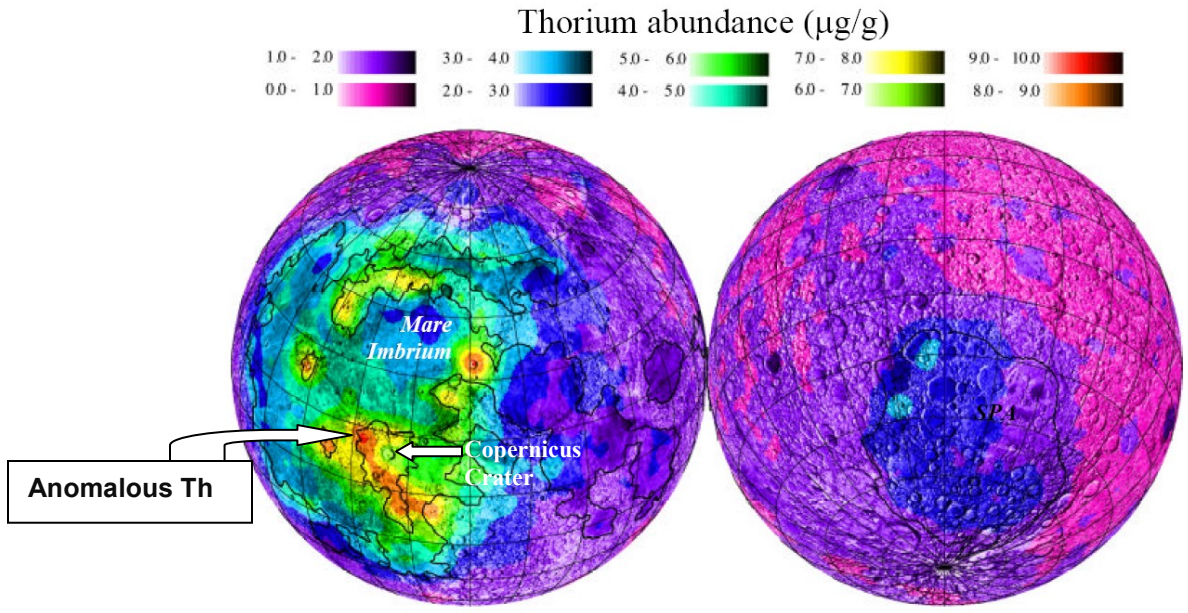 Thorium abundance (μg/g)
1.0 - 2.0 3.0 - 4.0 5.0 - 6.0 7.0 - 8.0 9.0 - 10.0
0.0 - 1.0 2.0 - 3.0 4.0 - 5.0 6.0 - 7.0 8.0 - 9.0
Mare
Imbrium
SPA
Copernicus
Crater
Anomalous Th